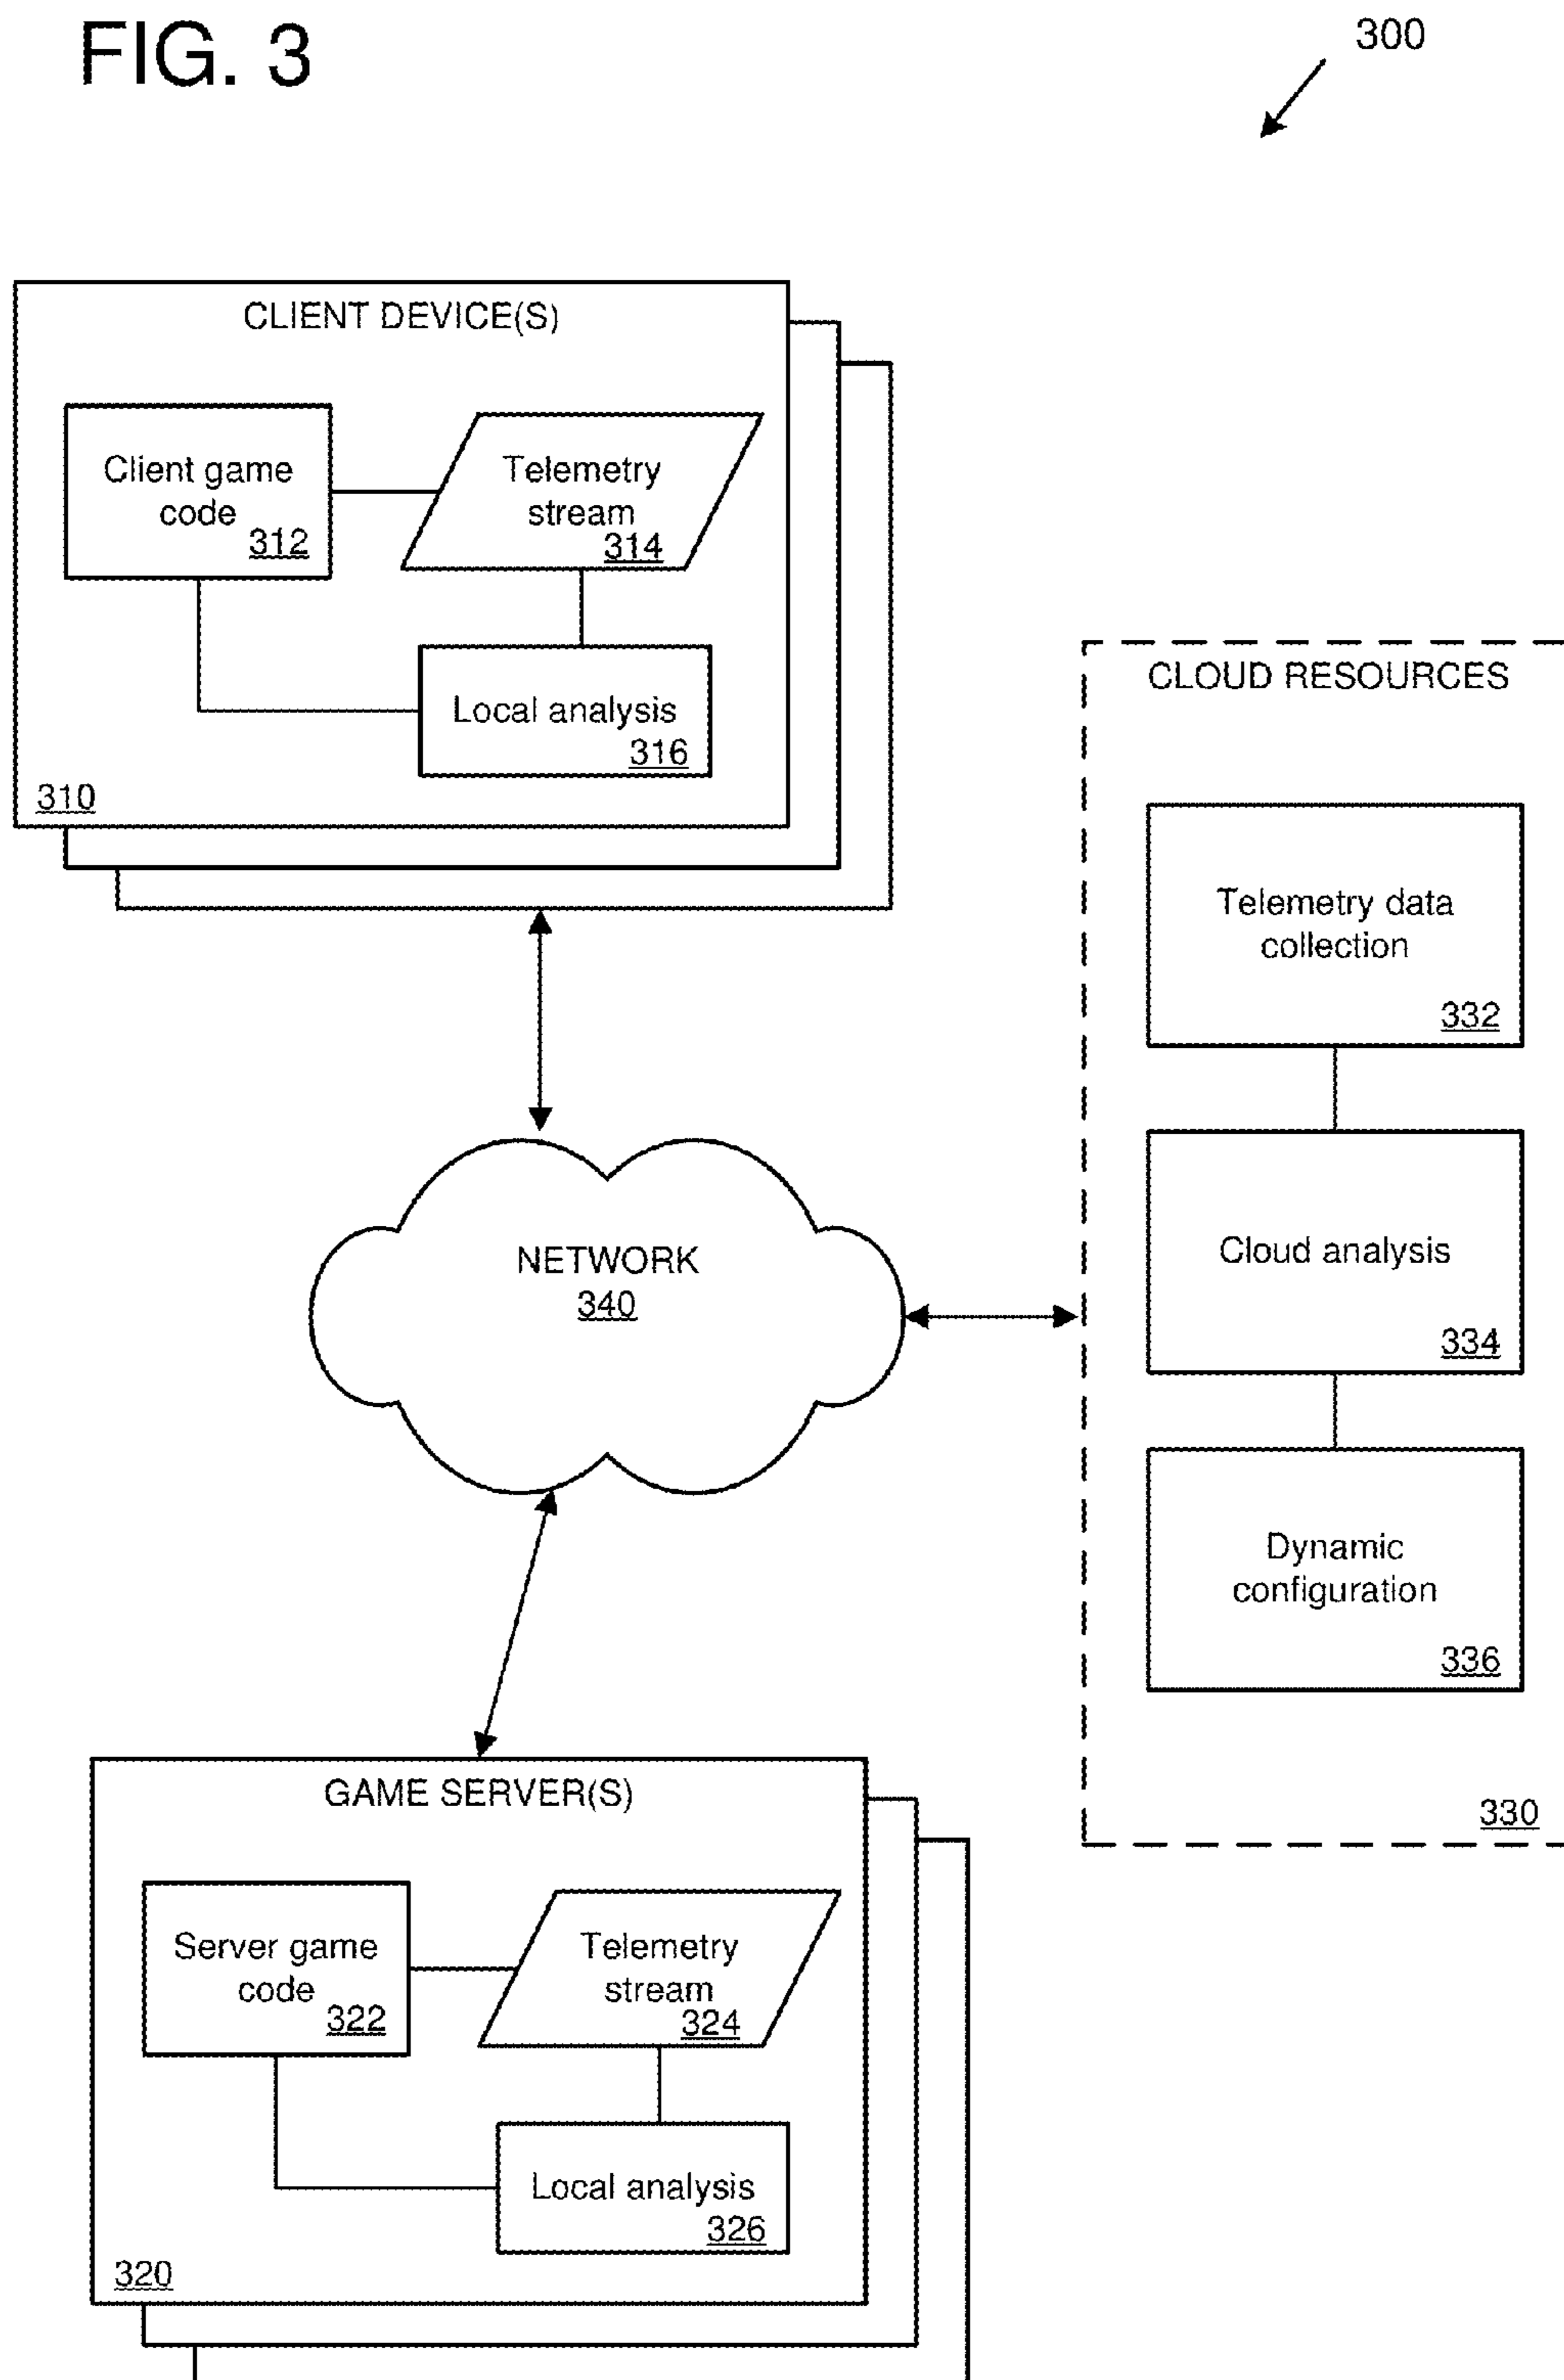 FIG. 3
300
CLIENT DEVICE(S)
Client game
code
312
Telemetry
stream
314
Local analysis
316
310
CLOUD RESOURCES
Telemetry data
collection
332
Cloud analysis
334
Dynamic
configuration
336
330
NETWORK
340
GAME SERVER(S)
Server game
code
322
Telemetry
stream
324
Local analysis
326
320